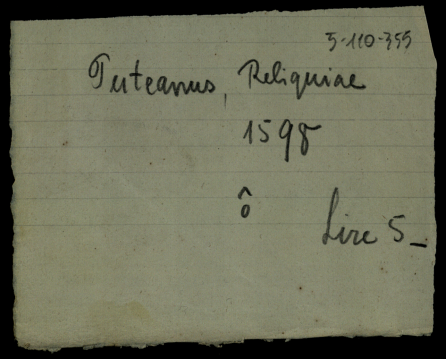 5-110-355
Puteanus, Reliquiae
1598
ô
Lire 5_